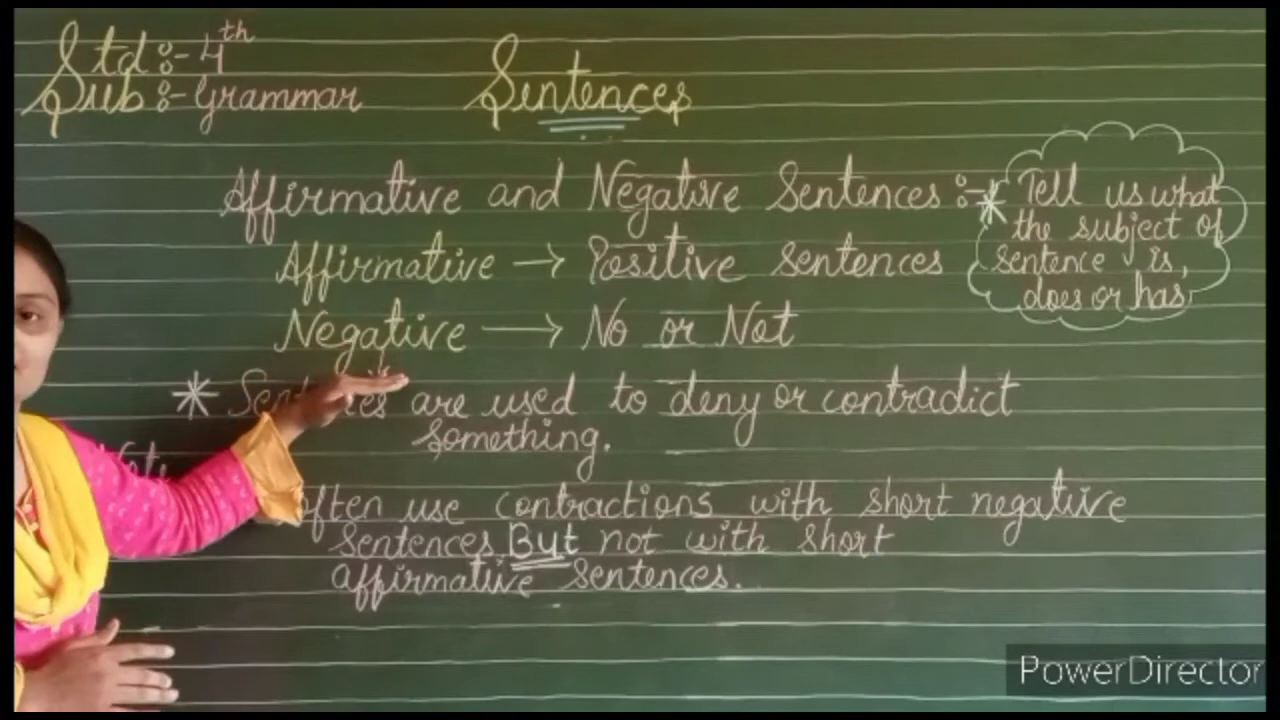 Std :- 4th
Sub :- Grammar
Sentences
Affirmative and Negative Sentences :-
* Tell us what
the subject of
sentence is,
does or has
Affirmative → Positive sentences
Negative → No or Not
* are used to deny or contradict
something.
often use contractions with short negative
sentences But not with short
affirmative sentences.
PowerDirector